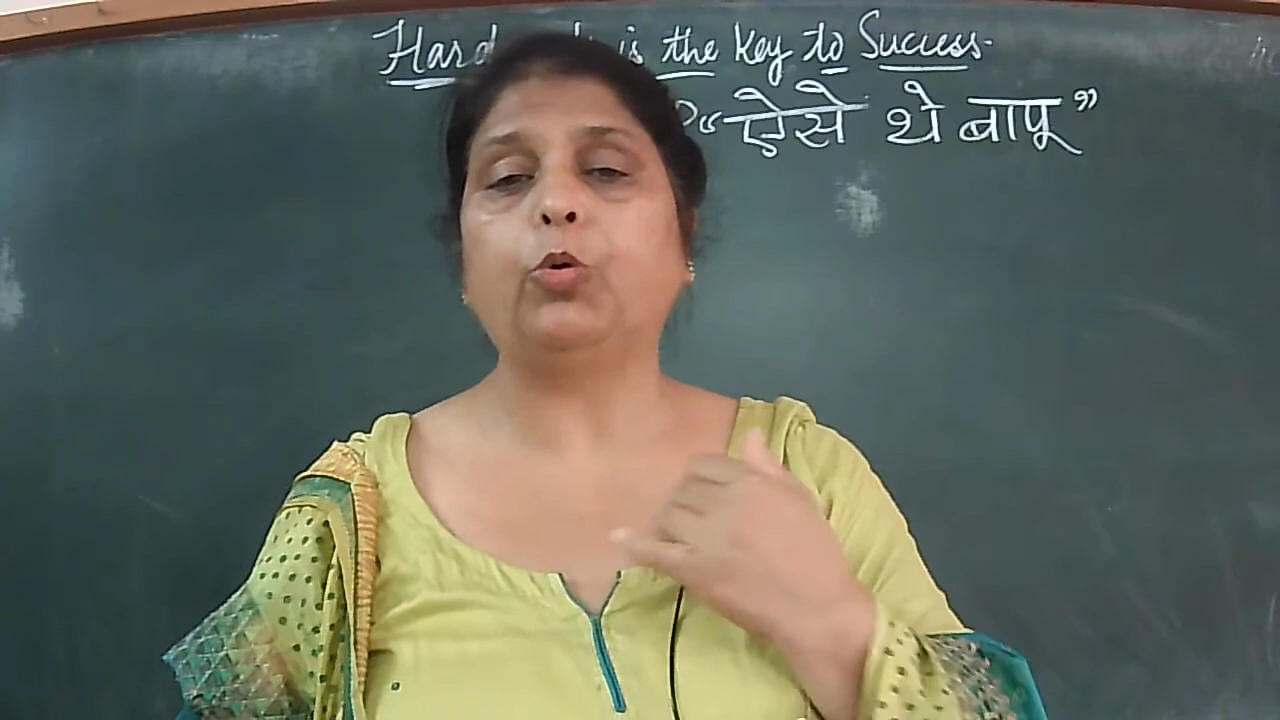 Hard is the Key to Success.
"ऐसे थे बापू"